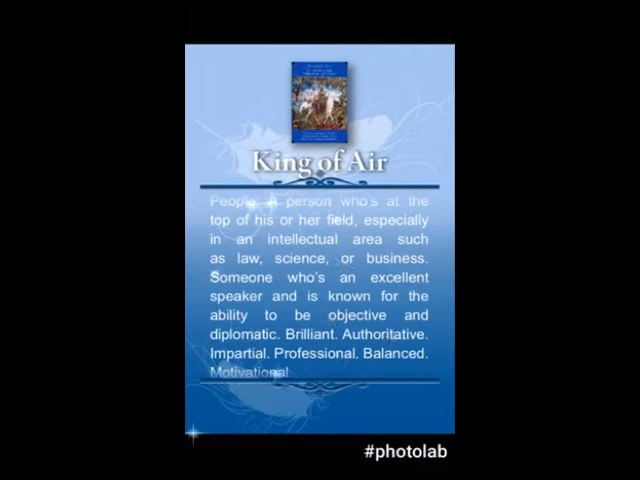 King of Air
People. A person who's at the
top of his or her field, especially
in an intellectual area such
as law, science, or business.
Someone who's an excellent
speaker and is known for the
ability to be objective and
diplomatic. Brilliant. Authoritative.
Impartial. Professional. Balanced.
Motivational
#photolab